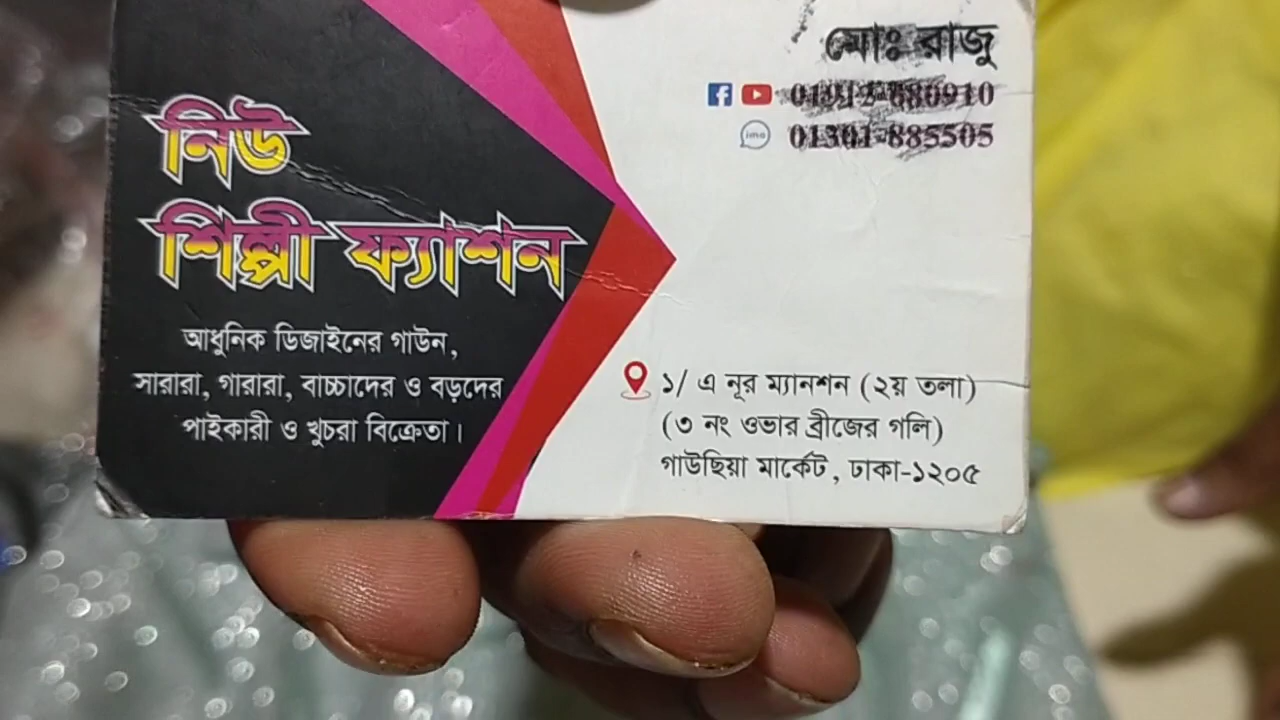 নিউ
শিল্পী ফ্যাশন
আধুনিক ডিজাইনের গাউন,
সারারা, গারারা, বাচ্চাদের ও বড়দের
পাইকারী ও খুচরা বিক্রেতা।
মোঃ রাজু
01301-885505
১/ এ নূর ম্যানশন (২য় তলা)
(৩ নং ওভার ব্রীজের গলি)
গাউছিয়া মার্কেট, ঢাকা-১২০৫